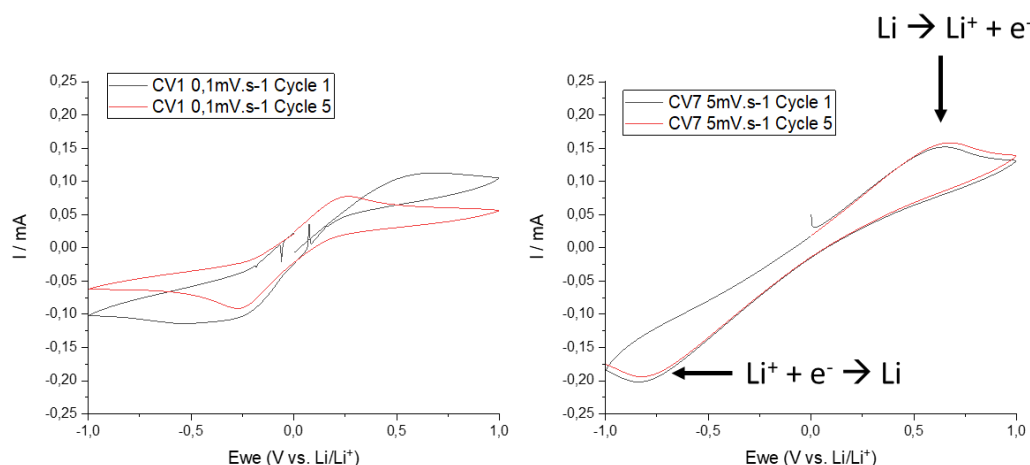 Li → Li⁺ + e⁻
CV1 0,1mV.s-1 Cycle 1
CV1 0,1mV.s-1 Cycle 5
0,25
0,20
0,15
0,10
0,05
0,00
-0,05
-0,10
-0,15
-0,20
-0,25
I / mA
-1,0 -0,5 0,0 0,5 1,0
Ewe (V vs. Li/Li⁺)
CV7 5mV.s-1 Cycle 1
CV7 5mV.s-1 Cycle 5
0,25
0,20
0,15
0,10
0,05
0,00
-0,05
-0,10
-0,15
-0,20
-0,25
I / mA
Li⁺ + e⁻ → Li
-1,0 -0,5 0,0 0,5 1,0
Ewe (V vs. Li/Li⁺)